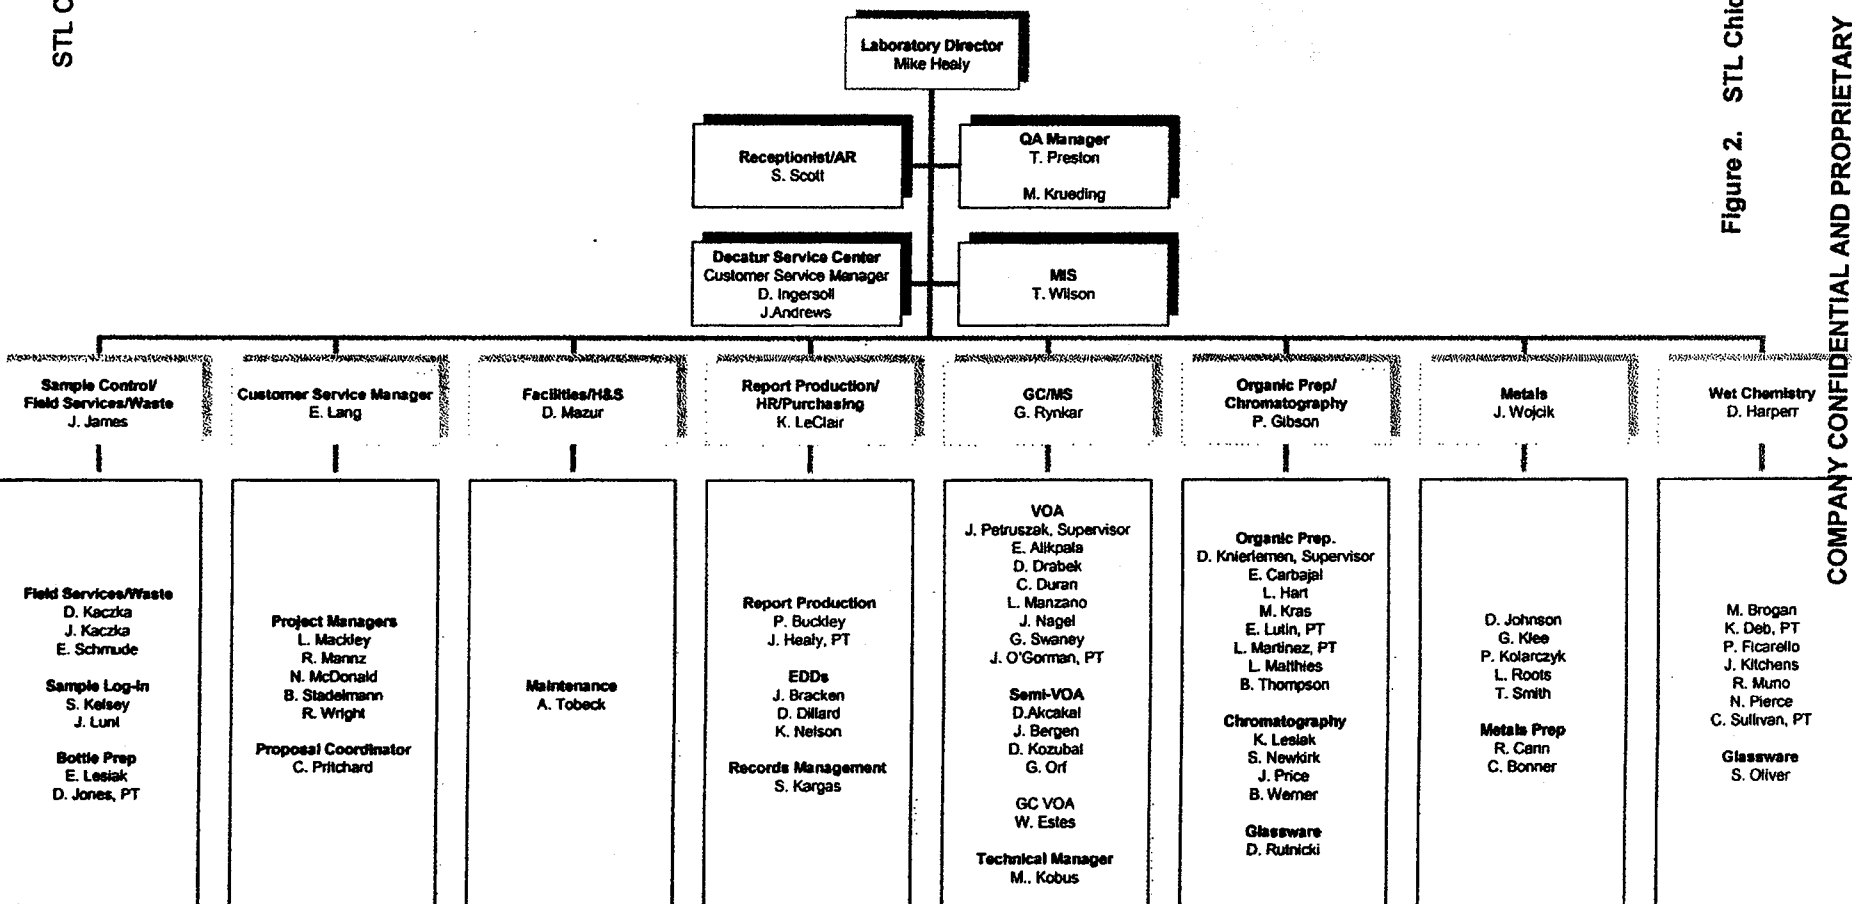 STL C
Laboratory Director
Mike Healy
Receptionist/AR
S. Scott
QA Manager
T. Preston
M. Krueding
Decatur Service Center
Customer Service Manager
D. Ingersoll
J.Andrews
MIS
T. Wilson
Figure 2. STL Chic
COMPANY CONFIDENTIAL AND PROPRIETARY
Sample Control/
Field Services/Waste
J. James
Customer Service Manager
E. Lang
Facilities/H&S
D. Mazur
Report Production/
HR/Purchasing
K. LeClair
GC/MS
G. Rynkar
Organic Prep/
Chromatography
P. Gibson
Metals
J. Wojcik
Wet Chemistry
D. Harperr
Field Services/Waste
D. Kaczka
J. Kaczka
E. Schmude
Sample Log-In
S. Kelsey
J. Lunt
Bottle Prep
E. Lesiak
D. Jones, PT
Project Managers
L. Mackley
R. Mannz
N. McDonald
B. Stadelmann
R. Wright
Proposal Coordinator
C. Pritchard
Maintenance
A. Tobeck
Report Production
P. Buckley
J. Healy, PT
EDDs
J. Bracken
D. Dillard
K. Nelson
Records Management
S. Kargas
VOA
J. Petruszak, Supervisor
E. Alikpala
D. Drabek
C. Duran
L. Manzano
J. Nagel
G. Swaney
J. O'Gorman, PT
Semi-VOA
D.Akcakal
J. Bergen
D. Kozubal
G. Orf
GC VOA
W. Estes
Technical Manager
M.. Kobus
Organic Prep.
D. Knierlemen, Supervisor
E. Carbajal
L. Hart
M. Kras
E. Lutin, PT
L. Martinez, PT
L. Matthies
B. Thompson
Chromatography
K. Lesiak
S. Newkirk
J. Price
B. Werner
Glassware
D. Rutnicki
D. Johnson
G. Klee
P. Kolarczyk
L. Roots
T. Smith
Metals Prep
R. Cann
C. Bonner
M. Brogan
K. Deb, PT
P. Ficarello
J. Kitchens
R. Muno
N. Pierce
C. Sullivan, PT
Glassware
S. Oliver